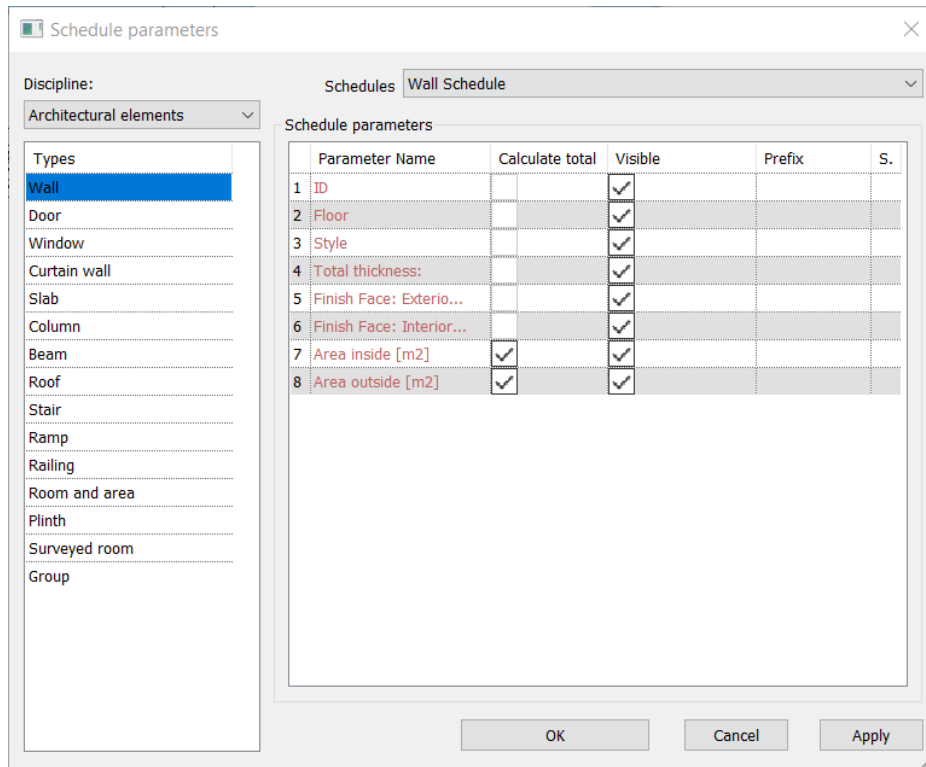 Schedule parameters
Discipline:
Schedules Wall Schedule
Architectural elements
Schedule parameters
Types
Wall
Door
Window
Curtain wall
Slab
Column
Beam
Roof
Stair
Ramp
Railing
Room and area
Plinth
Surveyed room
Group
Parameter Name Calculate total Visible Prefix S.
1 ID
2 Floor
3 Style
4 Total thickness:
5 Finish Face: Exterio...
6 Finish Face: Interior...
7 Area inside [m2]
8 Area outside [m2]
OK Cancel Apply